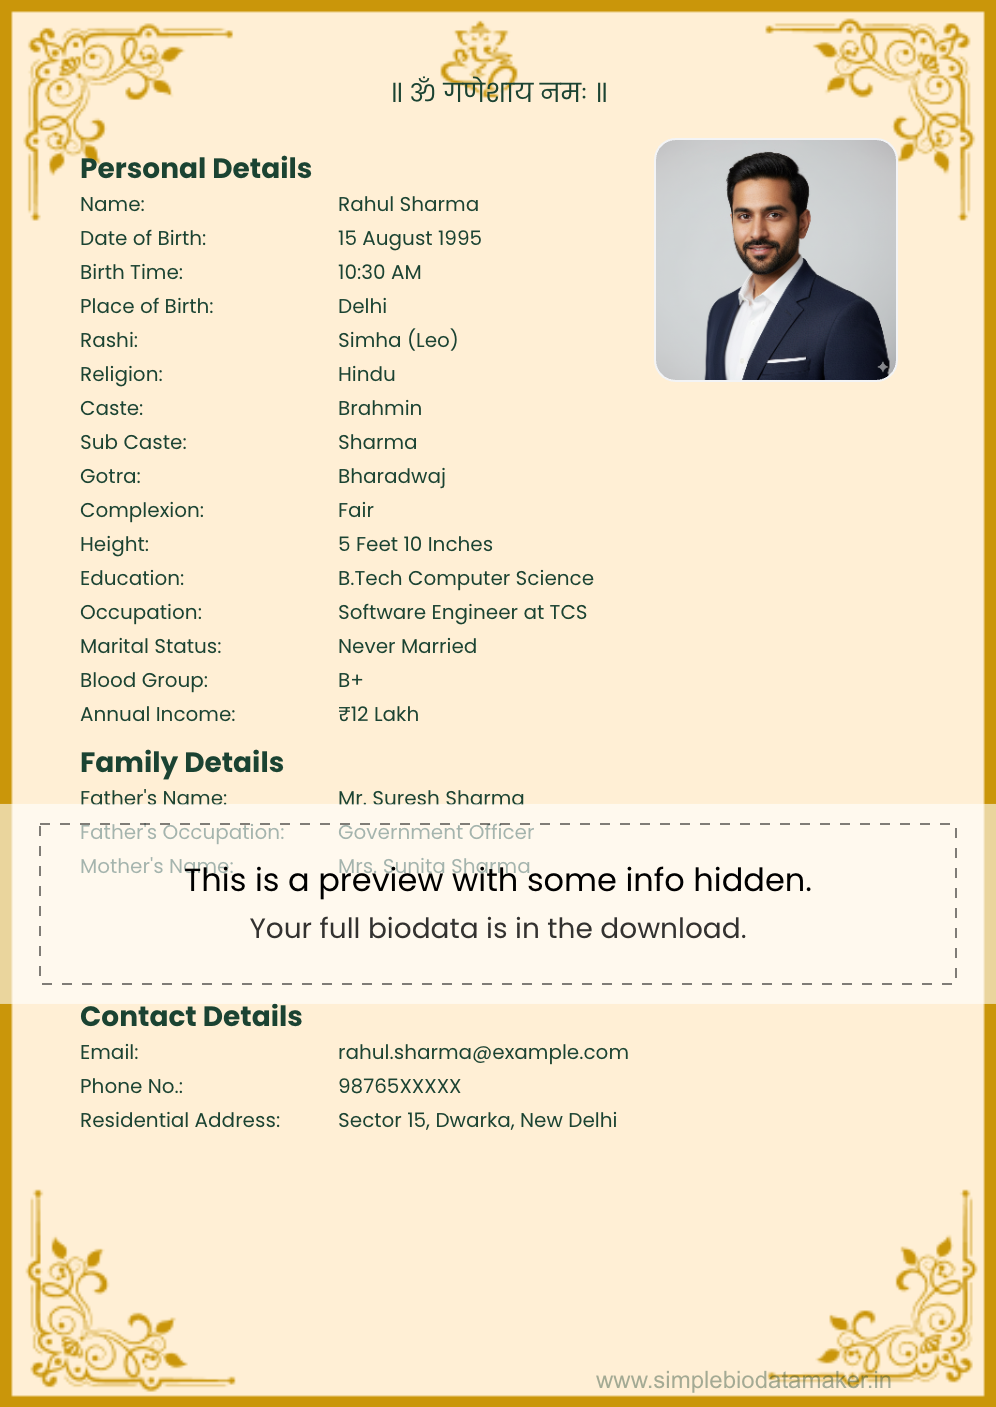 ॥ ॐ गणेशाय नमः ॥
Personal Details
Name: Rahul Sharma
Date of Birth: 15 August 1995
Birth Time: 10:30 AM
Place of Birth: Delhi
Rashi: Simha (Leo)
Religion: Hindu
Caste: Brahmin
Sub Caste: Sharma
Gotra: Bharadwaj
Complexion: Fair
Height: 5 Feet 10 Inches
Education: B.Tech Computer Science
Occupation: Software Engineer at TCS
Marital Status: Never Married
Blood Group: B+
Annual Income: ₹12 Lakh
Family Details
Father's Name: Mr. Suresh Sharma
Father's Occupation: Government Officer
Mother's Name: Mrs. Sunita Sharma
This is a preview with some info hidden.
Your full biodata is in the download.
Contact Details
Email: rahul.sharma@example.com
Phone No.: 98765XXXXX
Residential Address: Sector 15, Dwarka, New Delhi
www.simplebiodatamaker.in